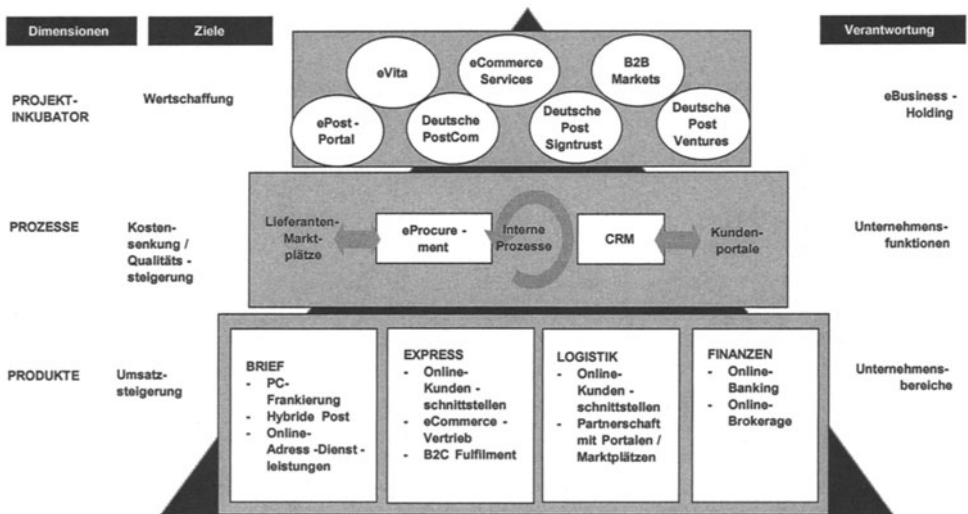 Dimensionen
Ziele
Verantwortung
PROJEKT-
INKUBATOR
Wertschaffung
eVita
eCommerce
Services
B2B
Markets
ePost -
Portal
Deutsche
PostCom
Deutsche
Post
Signtrust
Deutsche
Post
Ventures
eBusiness -
Holding
PROZESSE
Kosten-
senkung /
Qualitäts -
steigerung
Lieferanten-
Markt-
plätze
eProcure -
ment
Interne
Prozesse
CRM
Kunden-
portale
Unternehmens-
funktionen
PRODUKTE
Umsatz-
steigerung
BRIEF
- PC-
Frankierung
- Hybride Post
- Online-
Adress -Dienst -
leistungen
EXPRESS
- Online-
Kunden -
schnittstellen
- eCommerce -
Vertrieb
- B2C Fulfilment
LOGISTIK
- Online-
Kunden -
schnittstellen
- Partnerschaft
mit Portalen /
Marktplätzen
FINANZEN
- Online-
Banking
- Online-
Brokerage
Unternehmens-
bereiche